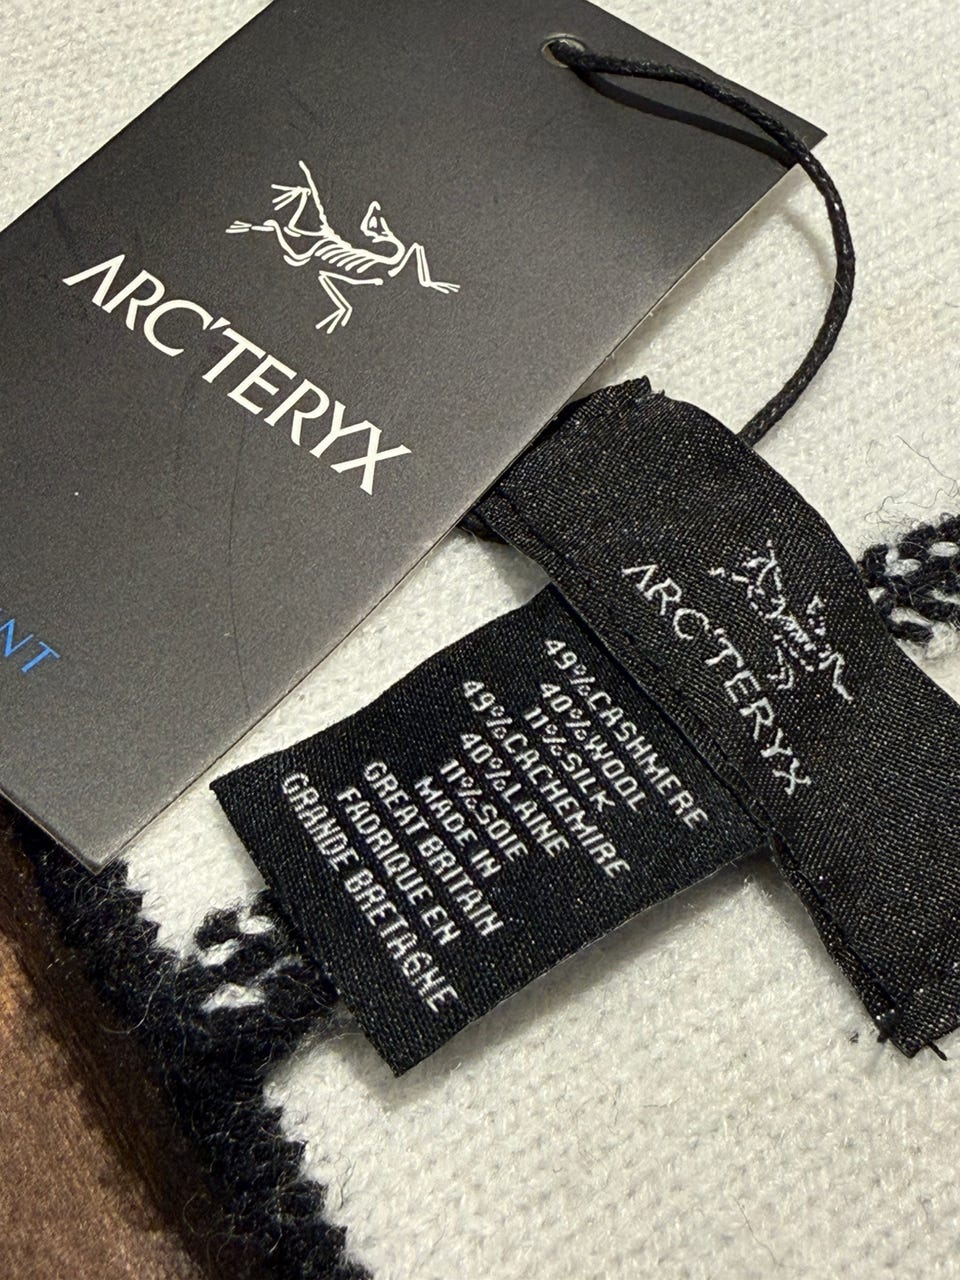 ARC'TERYX
NT
ARC'TERYX
49%CASHMERE
40%WOOL
11%SILK
49%CACHEMIRE
40%LAINE
11%SOIE
MADE IN
GREAT BRITAIN
FADRIQUE EN
GRANDE BRETAGNE